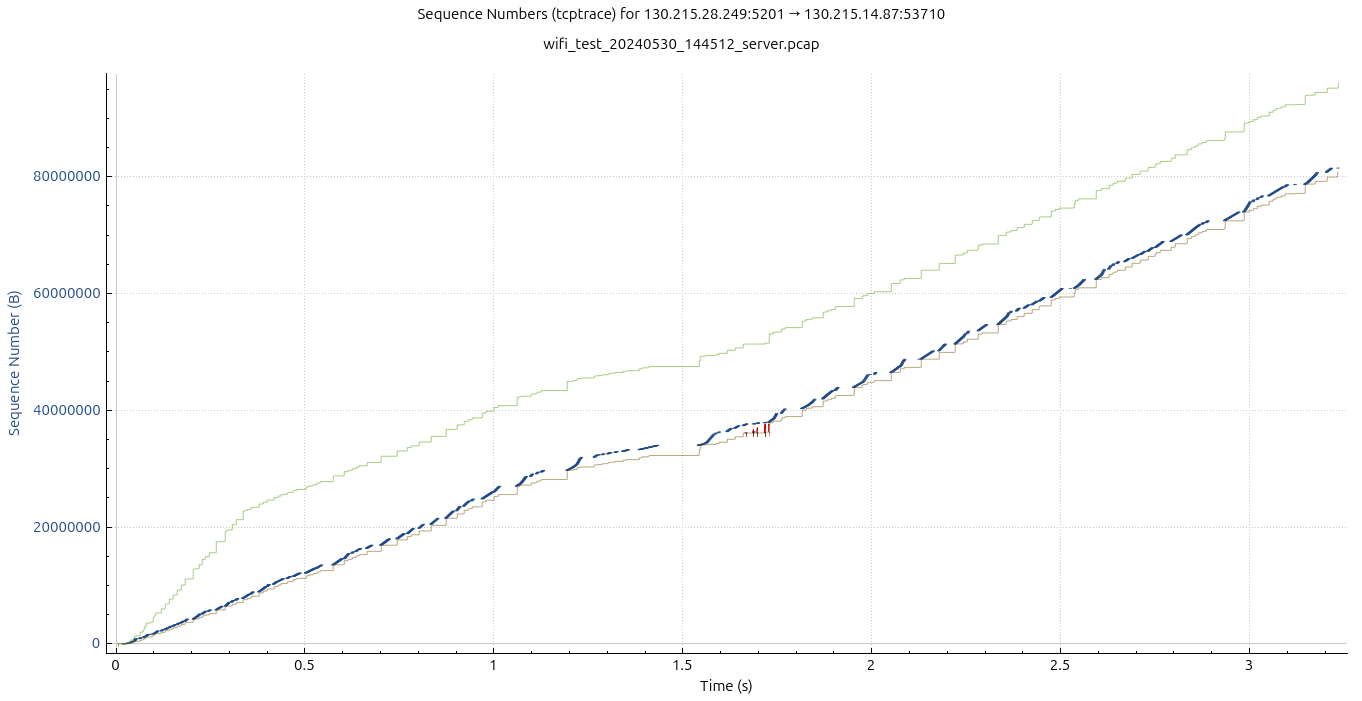 Sequence Numbers (tcptrace) for 130.215.28.249:5201 → 130.215.14.87:53710
wifi_test_20240530_144512_server.pcap
Sequence Number (B)
80000000
60000000
40000000
20000000
0
0 0.5 1 1.5 2 2.5 3
Time (s)